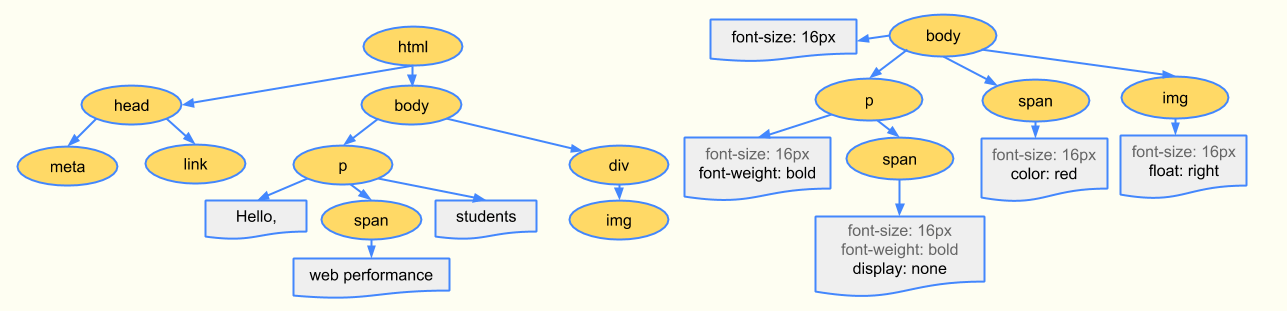 html
head
body
meta
link
p
div
Hello,
span
students
img
web performance
font-size: 16px
body
p
span
img
font-size: 16px
font-weight: bold
span
font-size: 16px
color: red
font-size: 16px
float: right
font-size: 16px
font-weight: bold
display: none